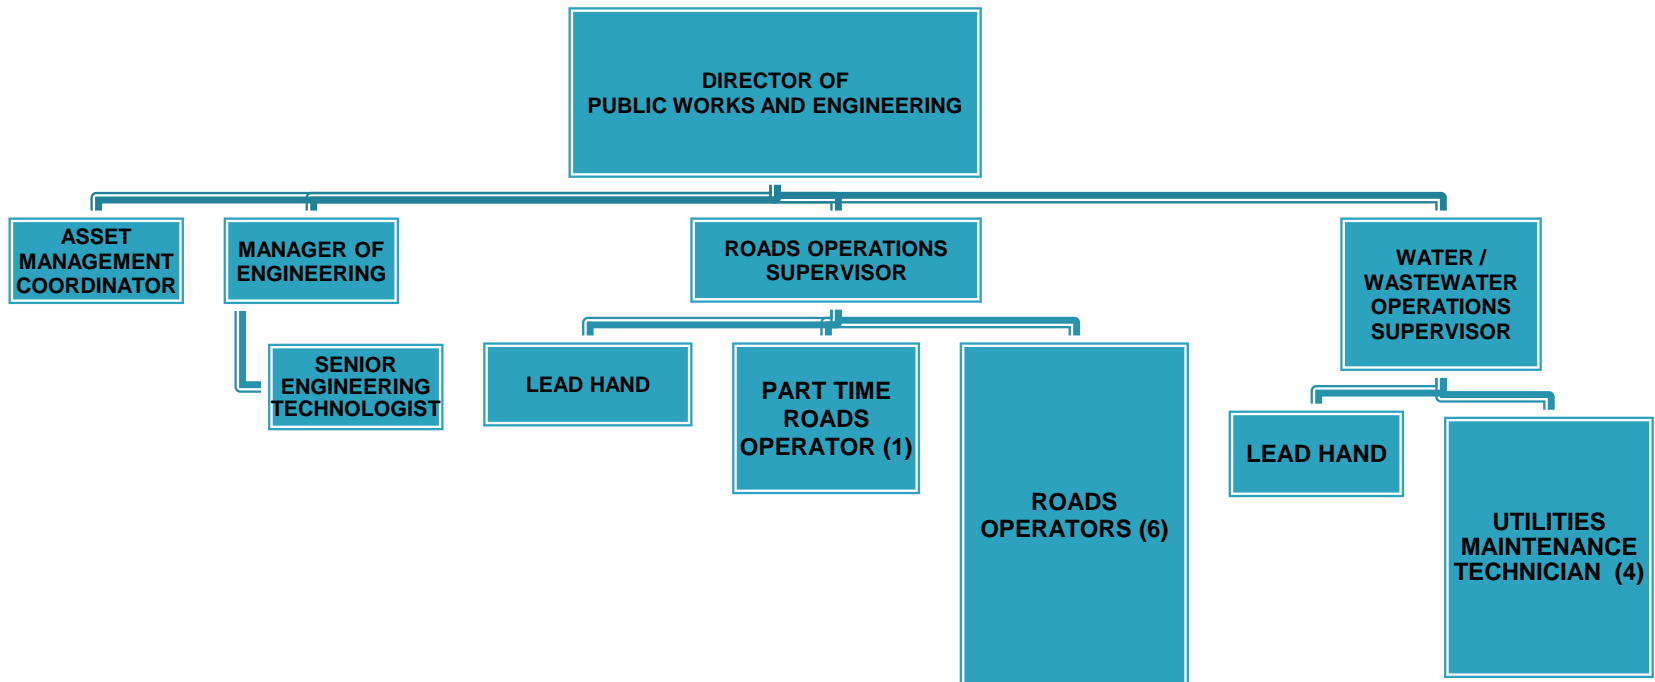 DIRECTOR OF
PUBLIC WORKS AND ENGINEERING
ASSET
MANAGEMENT
COORDINATOR
MANAGER OF
ENGINEERING
ROADS OPERATIONS
SUPERVISOR
WATER /
WASTEWATER
OPERATIONS
SUPERVISOR
SENIOR
ENGINEERING
TECHNOLOGIST
LEAD HAND
PART TIME
ROADS
OPERATOR (1)
ROADS
OPERATORS (6)
LEAD HAND
UTILITIES
MAINTENANCE
TECHNICIAN (4)